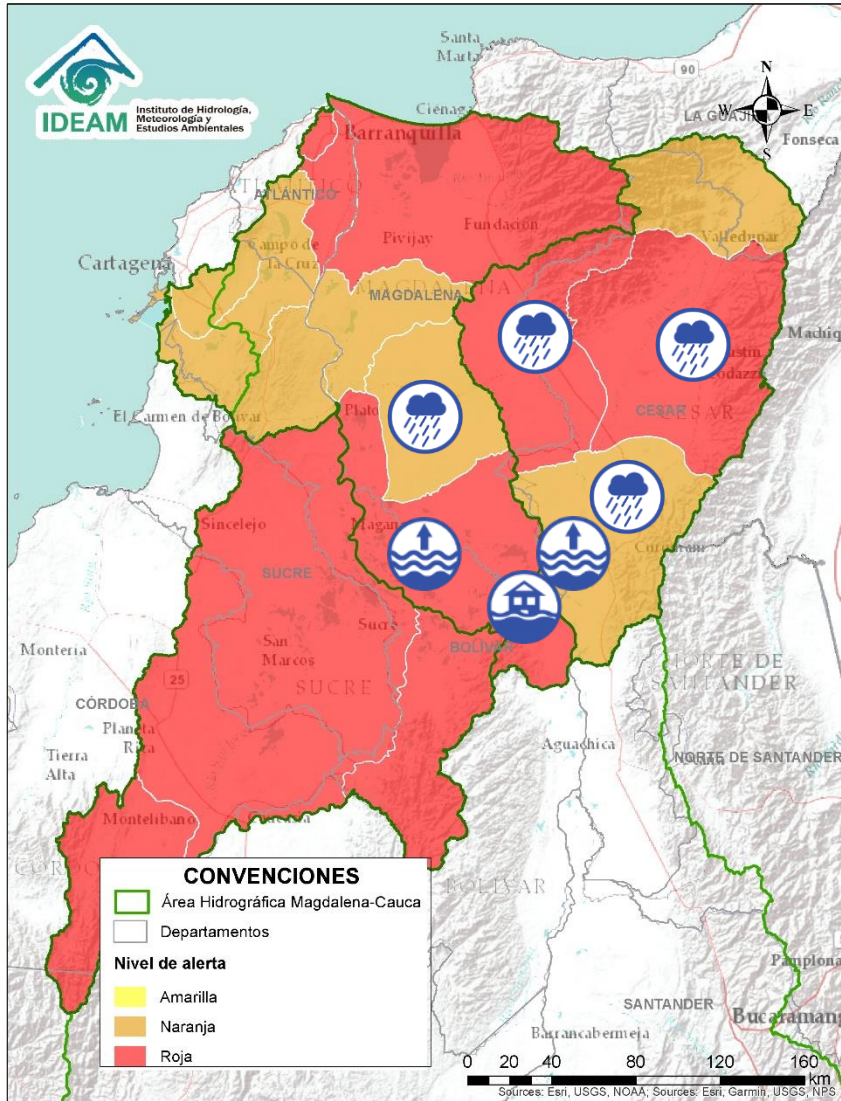 Santa
Marta
90
N
W
E
S
IDEAM
Instituto de Hidrología,
Meteorología y
Estudios Ambientales
Ciénaga
LA GUAJI
Fonseca
Barranquilla
ATLÁNTICO
Fundación
Pivijay
Valledupar
Campo de
la Cruz
Cartagena
MAGDALENA
Machiq
CESAR
CESAR
El Carmen de Bolívar
Plato
Sincelejo
SUCRE
Sucre
BOLÍVAR
Montería
San
Marcos
25
SUCRE
NORTE DE
SANTANDER
CÓRDOBA
Planeta
Rica
Tierra
Alta
Aguachica
NORTE DE SANTANDER
Montelíbano
BOLÍVAR
CONVENCIONES
Área Hidrográfica Magdalena-Cauca
Departamentos
Nivel de alerta
Amarilla
Naranja
Roja
Pamplona
SANTANDER
Bucaramang
Barrancabermeja
0 20 40 80 120 160
km
Sources: Esri, USGS, NOAA; Sources: Esri, Garmin, USGS, NPS